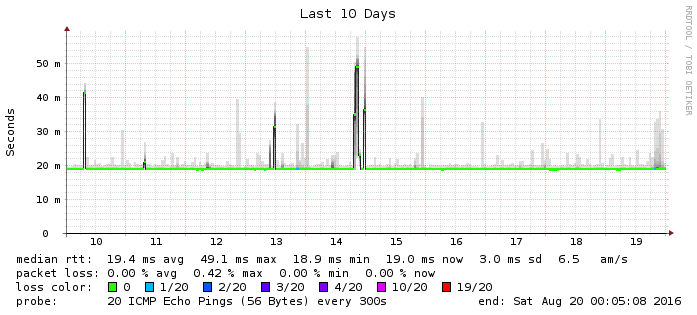 Last 10 Days
RRDTOOL / TOBI OETIKER
Seconds
50 m
40 m
30 m
20 m
10 m
0
10 11 12 13 14 15 16 17 18 19
median rtt: 19.4 ms avg 49.1 ms max 18.9 ms min 19.0 ms now 3.0 ms sd 6.5 am/s
packet loss: 0.00 % avg 0.42 % max 0.00 % min 0.00 % now
loss color: 0 1/20 2/20 3/20 4/20 10/20 19/20
probe: 20 ICMP Echo Pings (56 Bytes) every 300s end: Sat Aug 20 00:05:08 2016